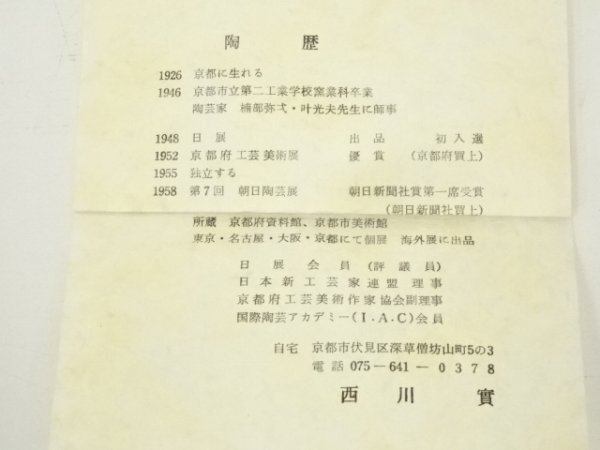 陶歴
1926 京都に生れる
1946 京都市立第二工業学校窯業科卒業
陶芸家 楠部弥弌・叶光夫先生に師事
1948 日展 出品 初入選
1952 京都府工芸美術展 優賞 (京都府買上)
1955 独立する
1958 第7回 朝日陶芸展 朝日新聞社賞第一席受賞
(朝日新聞社買上)
所蔵 京都府資料館、京都市美術館
東京・名古屋・大阪・京都にて個展 海外展に出品
日展会員(評議員)
日本新工芸家連盟理事
京都府工芸美術作家協会副理事
国際陶芸アカデミー(I.A.C)会員
自宅 京都市伏見区深草僧坊山町5の3
電話 075-641-0378
西川 實